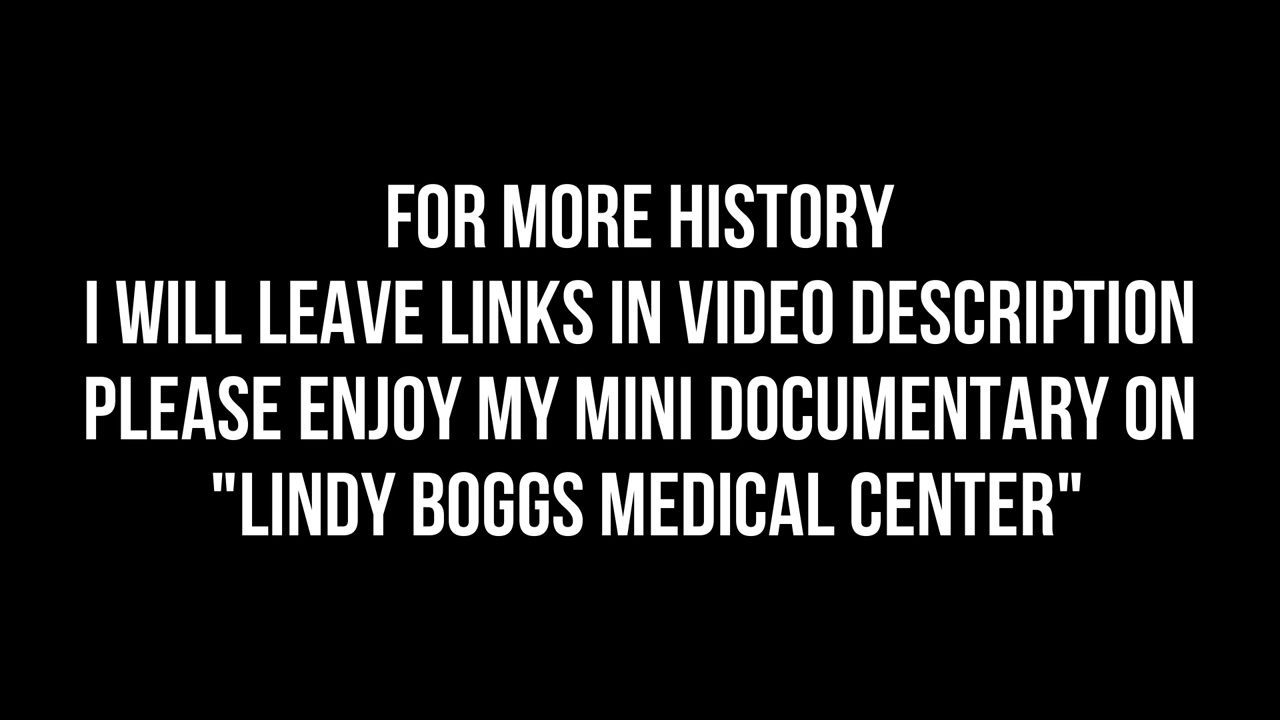 FOR MORE HISTORY
I WILL LEAVE LINKS IN VIDEO DESCRIPTION
PLEASE ENJOY MY MINI DOCUMENTARY ON
"LINDY BOGGS MEDICAL CENTER"